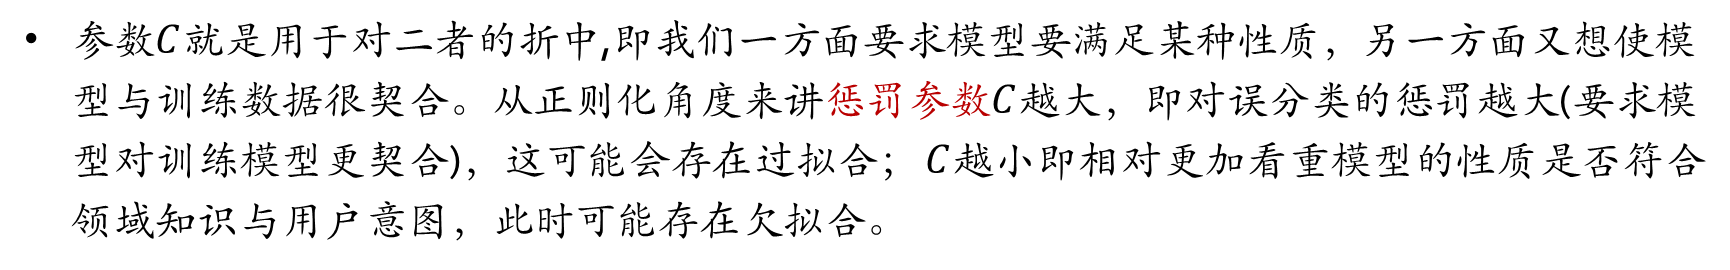 • 参数C就是用于对二者的折中,即我们一方面要求模型要满足某种性质，另一方面又想使模
型与训练数据很契合。从正则化角度来讲惩罚参数C越大，即对误分类的惩罚越大(要求模
型对训练模型更契合)，这可能会存在过拟合；C越小即相对更加看重模型的性质是否符合
领域知识与用户意图，此时可能存在欠拟合。